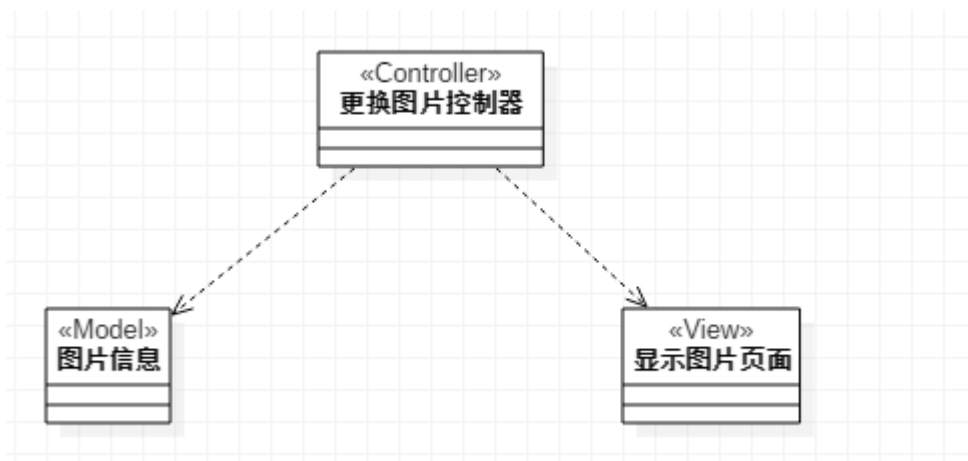 «Controller»
更换图片控制器
«Model»
图片信息
«View»
显示图片页面